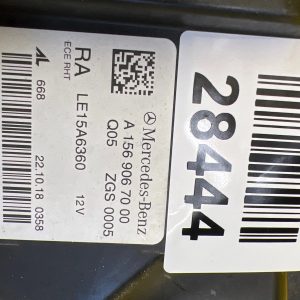 Mercedes-Benz
A 156 906 70 00
Q05 ZGS 0005
RA LE15A6360 12V
ECE RHT
AL 668 22.10.18 0358
28444